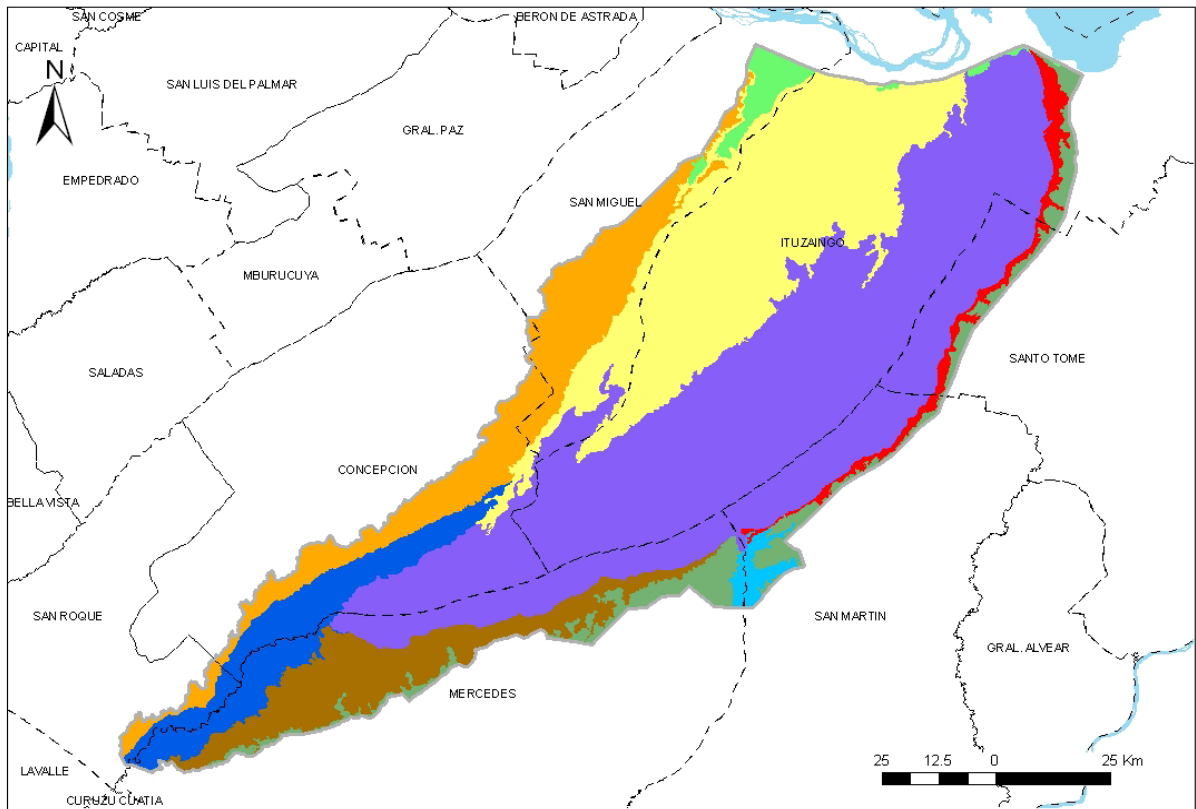 SAN COSME
BERON DE ASTRADA
CAPITAL
N
SAN LUIS DEL PALMAR
GRAL. PAZ
EMPEDRADO
SAN MIGUEL
ITUZAINGO
MBURUCUYA
SANTO TOME
SALADAS
CONCEPCION
BELLA VISTA
SAN ROQUE
SAN MARTIN
GRAL. ALVEAR
MERCEDES
25 12.5 0 25 Km
LAVALLE
CURUZU CUATIA